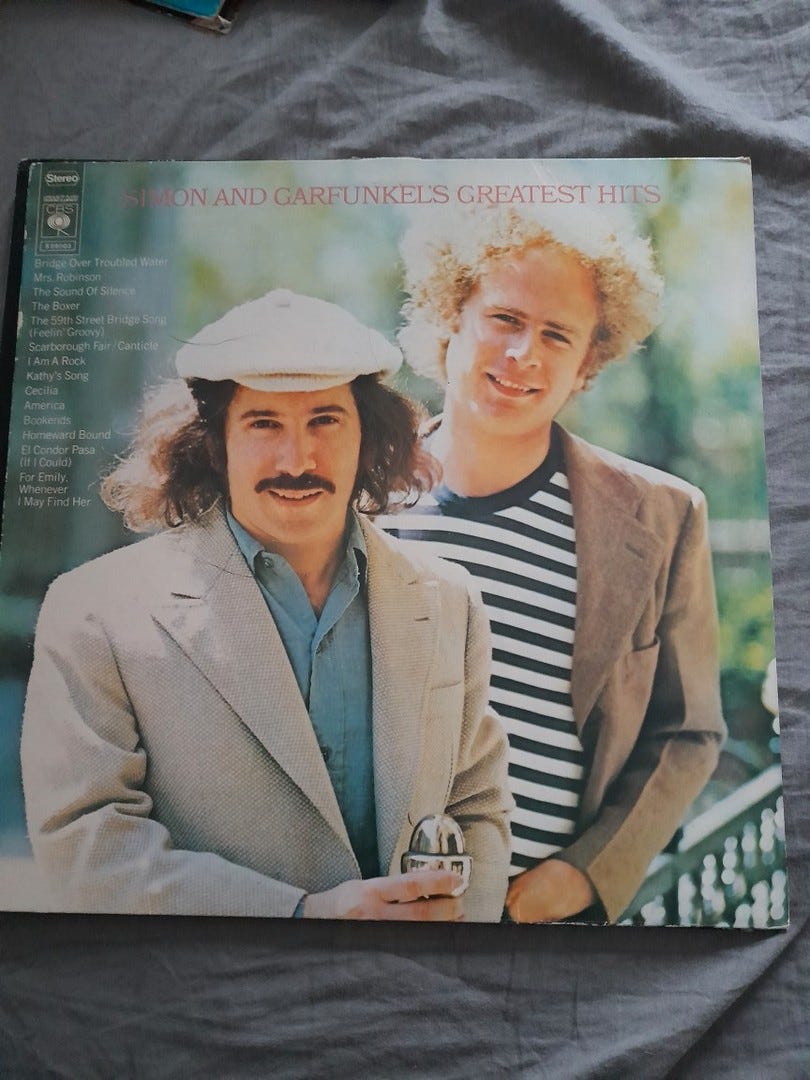 Stereo
CBS
SIMON AND GARFUNKEL'S GREATEST HITS
Bridge Over Troubled Water
Mrs. Robinson
The Sound Of Silence
The Boxer
The 59th Street Bridge Song
(Feelin' Groovy)
Scarborough Fair/Canticle
I Am A Rock
Kathy's Song
Cecilia
America
Bookends
Homeward Bound
El Condor Pasa
(If I Could)
For Emily,
Whenever
I May Find Her